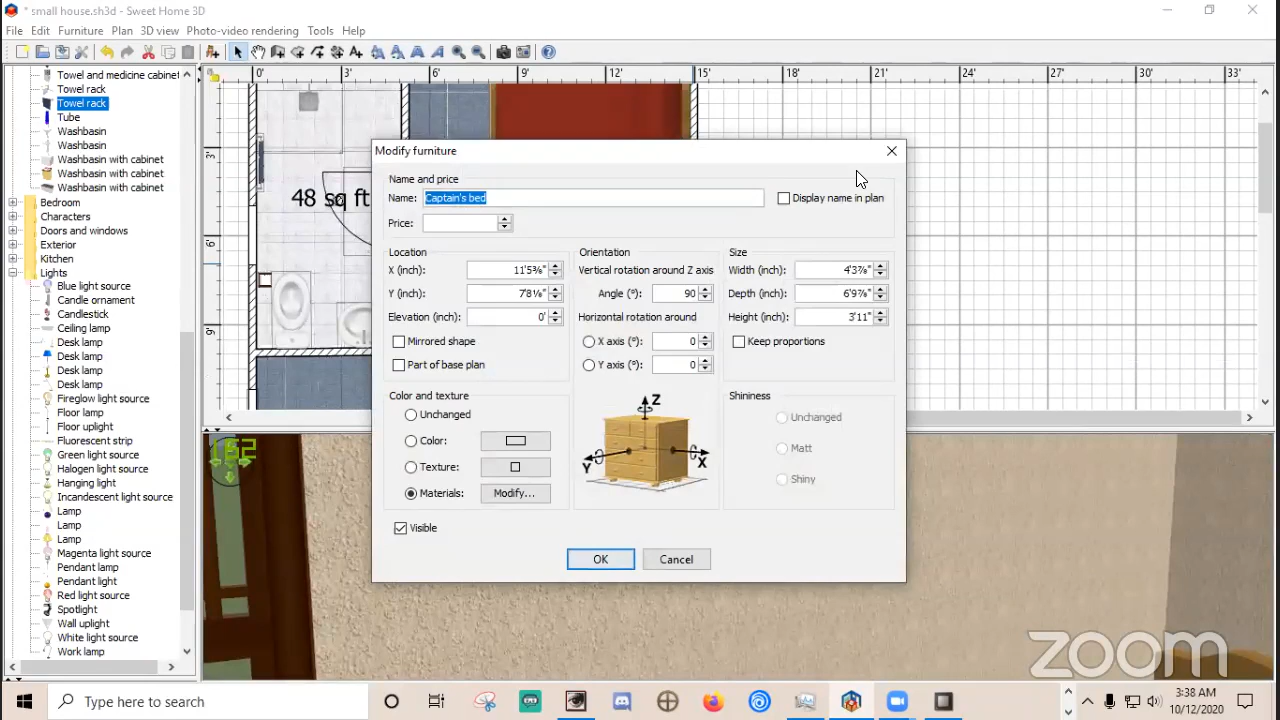 * small house.sh3d - Sweet Home 3D
File Edit Furniture Plan 3D view Photo-video rendering Tools Help
0' 3' 6' 9' 12' 15' 18' 21' 24' 27' 30' 33'
Towel and medicine cabinet
Towel rack
Towel rack
Tube
Washbasin
Washbasin
Washbasin with cabinet
Washbasin with cabinet
Washbasin with cabinet
Bedroom
Characters
Doors and windows
Exterior
Kitchen
Lights
Blue light source
Candle ornament
Candlestick
Ceiling lamp
Desk lamp
Desk lamp
Desk lamp
Desk lamp
Fireglow light source
Floor lamp
Floor uplight
Fluorescent strip
Green light source
Halogen light source
Hanging light
Incandescent light source
Lamp
Lamp
Lamp
Magenta light source
Pendant lamp
Pendant light
Red light source
Spotlight
Wall uplight
White light source
Work lamp
3'
6'
9'
48 sq ft
162
Modify furniture
Name and price
Name: Captain's bed Display name in plan
Price:
Location
X (inch): 11'5⅜"
Y (inch): 7'8⅛"
Elevation (inch): 0'
Mirrored shape
Part of base plan
Orientation
Vertical rotation around Z axis
Angle (º): 90
Horizontal rotation around
X axis (º): 0
Y axis (º): 0
Z
Y X
Size
Width (inch): 4'3⅞"
Depth (inch): 6'9⅞"
Height (inch): 3'11"
Keep proportions
Color and texture
Unchanged
Color:
Texture:
Materials: Modify...
Shininess
Unchanged
Matt
Shiny
Visible
OK Cancel
zoom
Type here to search
3:38 AM
10/12/2020